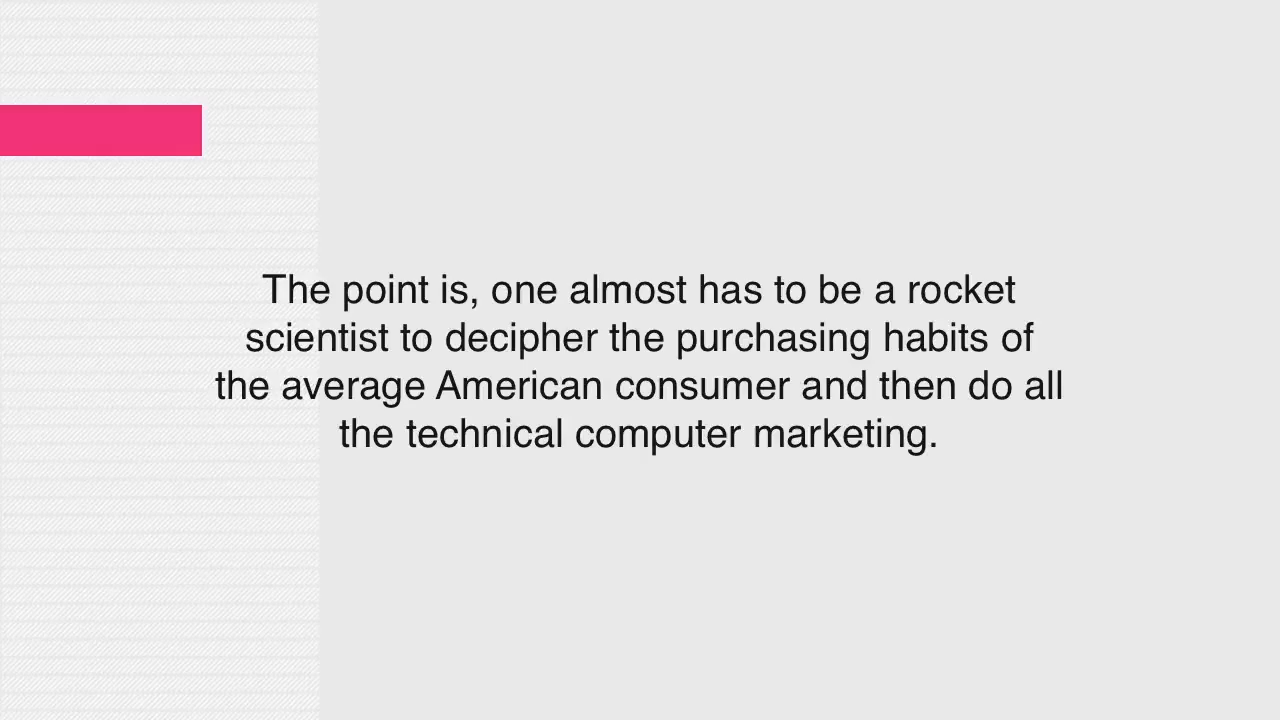 The point is, one almost has to be a rocket
scientist to decipher the purchasing habits of
the average American consumer and then do all
the technical computer marketing.